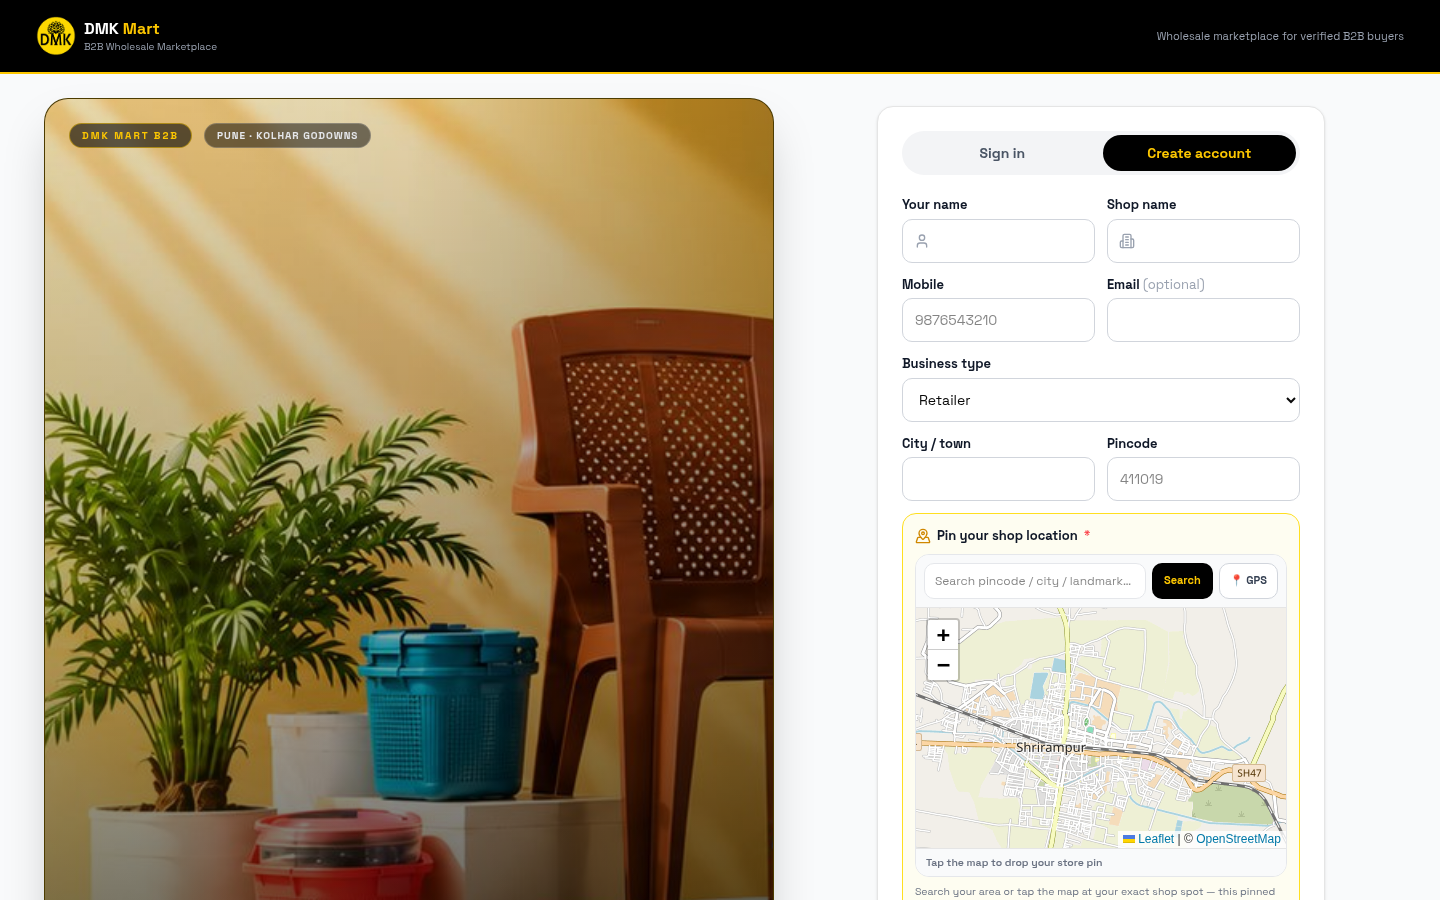 DMK
DMK Mart
B2B Wholesale Marketplace
Wholesale marketplace for verified B2B buyers
DMK MART B2B
PUNE · KOLHAR GODOWNS
Sign in
Create account
Your name
Shop name
Mobile
Email (optional)
9876543210
Business type
Retailer
City / town
Pincode
411019
Pin your shop location *
Search pincode / city / landmark...
Search
📍 GPS
+
−
Shrirampur
SH47
Leaflet | © OpenStreetMap
Tap the map to drop your store pin
Search your area or tap the map at your exact shop spot — this pinned